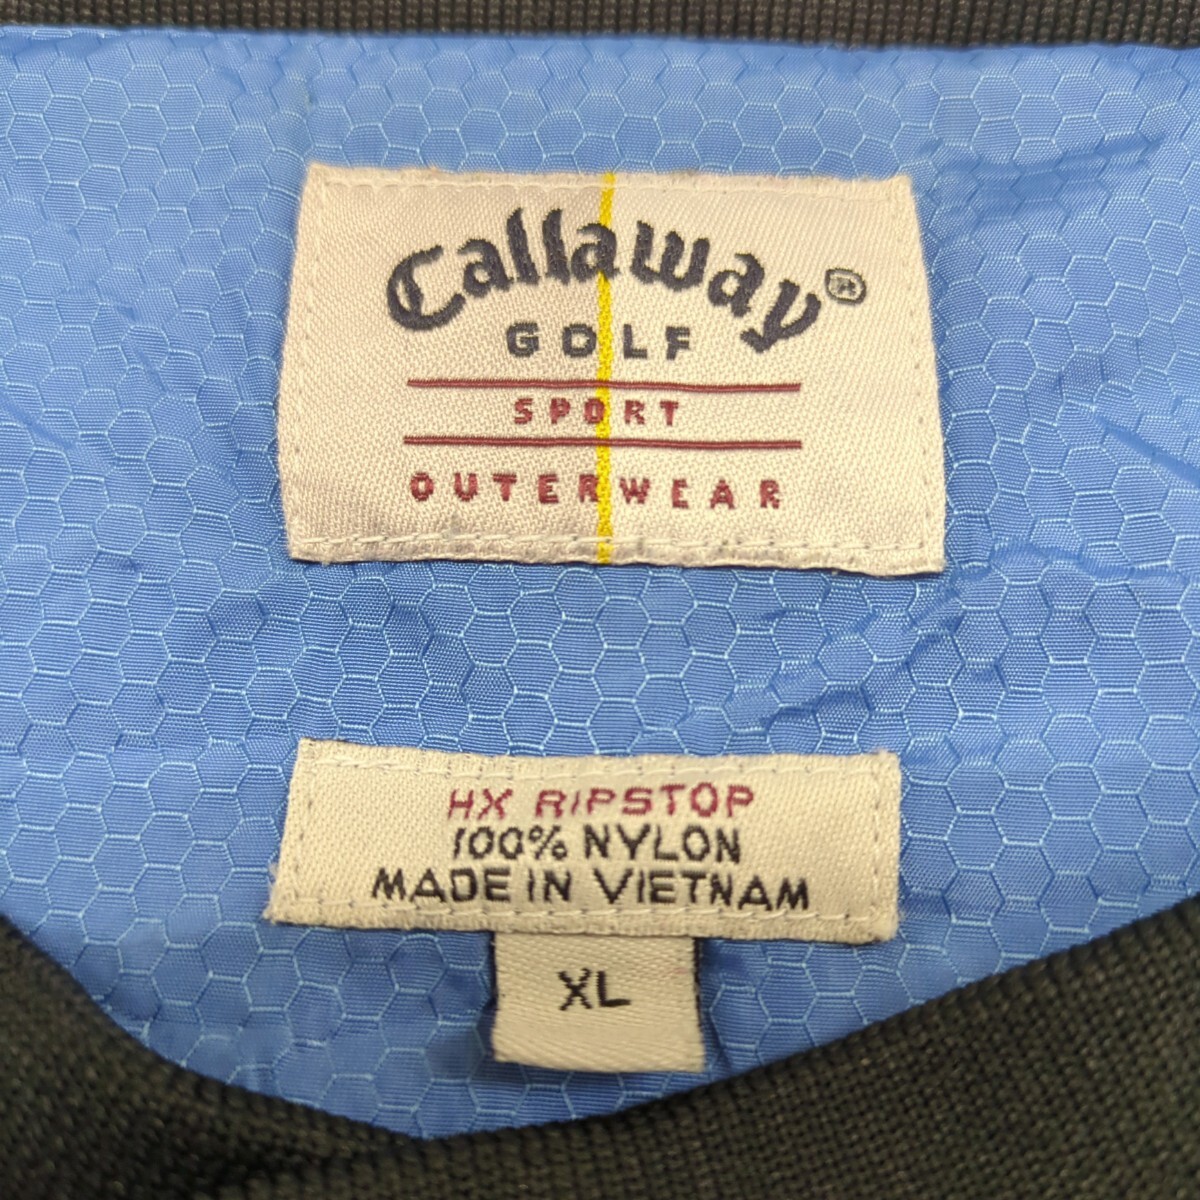 Callaway®
GOLF
SPORT
OUTERWEAR
HX RIPSTOP
100% NYLON
MADE IN VIETNAM
XL